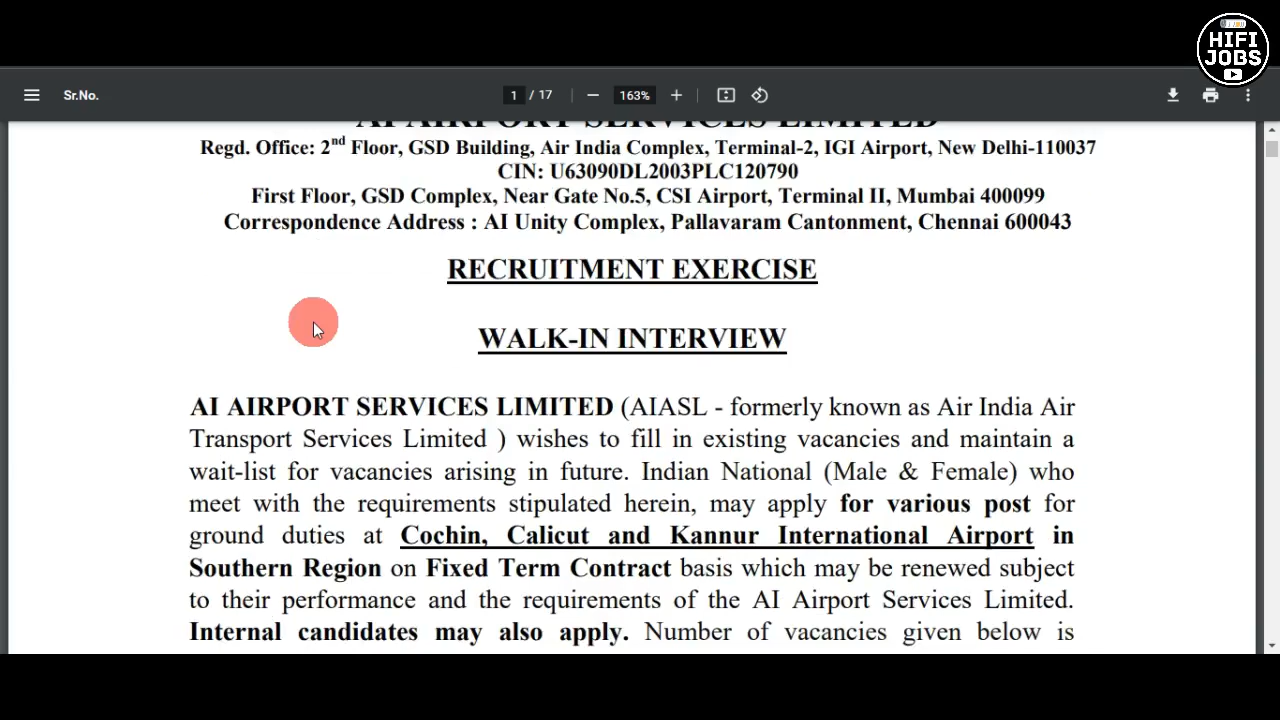 HIFI
JOBS
Sr.No.
1 / 17
163%
AI AIRPORT SERVICES LIMITED
Regd. Office: 2nd Floor, GSD Building, Air India Complex, Terminal-2, IGI Airport, New Delhi-110037
CIN: U63090DL2003PLC120790
First Floor, GSD Complex, Near Gate No.5, CSI Airport, Terminal II, Mumbai 400099
Correspondence Address : AI Unity Complex, Pallavaram Cantonment, Chennai 600043
RECRUITMENT EXERCISE
WALK-IN INTERVIEW
AI AIRPORT SERVICES LIMITED (AIASL - formerly known as Air India Air
Transport Services Limited ) wishes to fill in existing vacancies and maintain a
wait-list for vacancies arising in future. Indian National (Male & Female) who
meet with the requirements stipulated herein, may apply for various post for
ground duties at Cochin, Calicut and Kannur International Airport in
Southern Region on Fixed Term Contract basis which may be renewed subject
to their performance and the requirements of the AI Airport Services Limited.
Internal candidates may also apply. Number of vacancies given below is